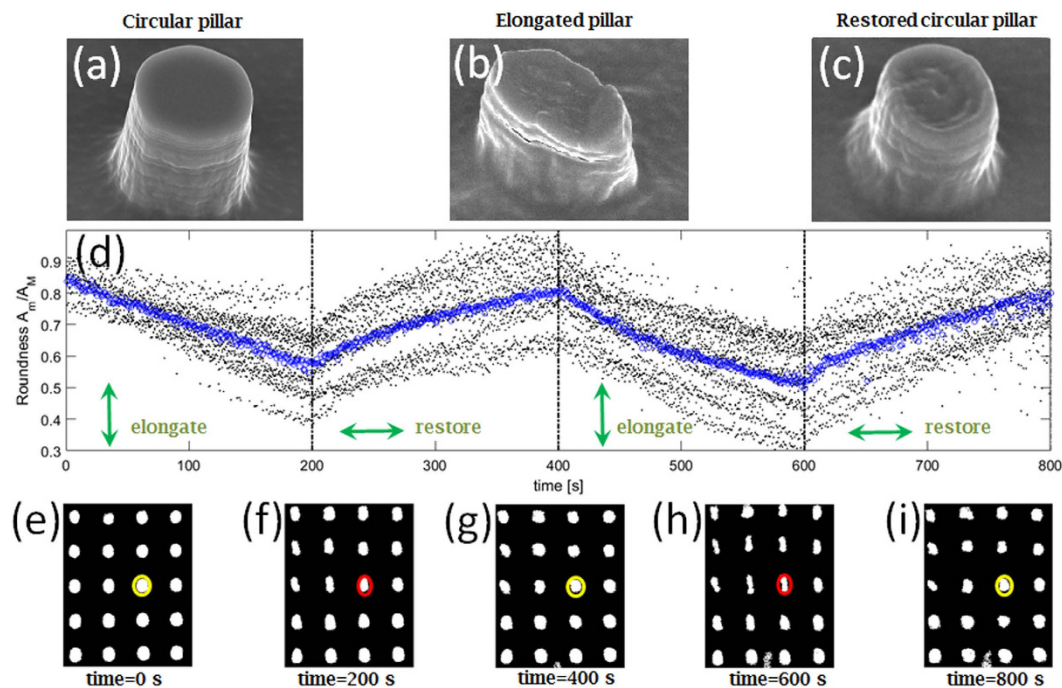 Circular pillar
Elongated pillar
Restored circular pillar
(a)
(b)
(c)
(d)
Roundness A_m/A_M
0.9
0.8
0.7
0.6
0.5
0.4
0.3
elongate
restore
elongate
restore
0
100
200
300
400
500
600
700
800
time [s]
(e)
(f)
(g)
(h)
(i)
time=0 s
time=200 s
time=400 s
time=600 s
time=800 s